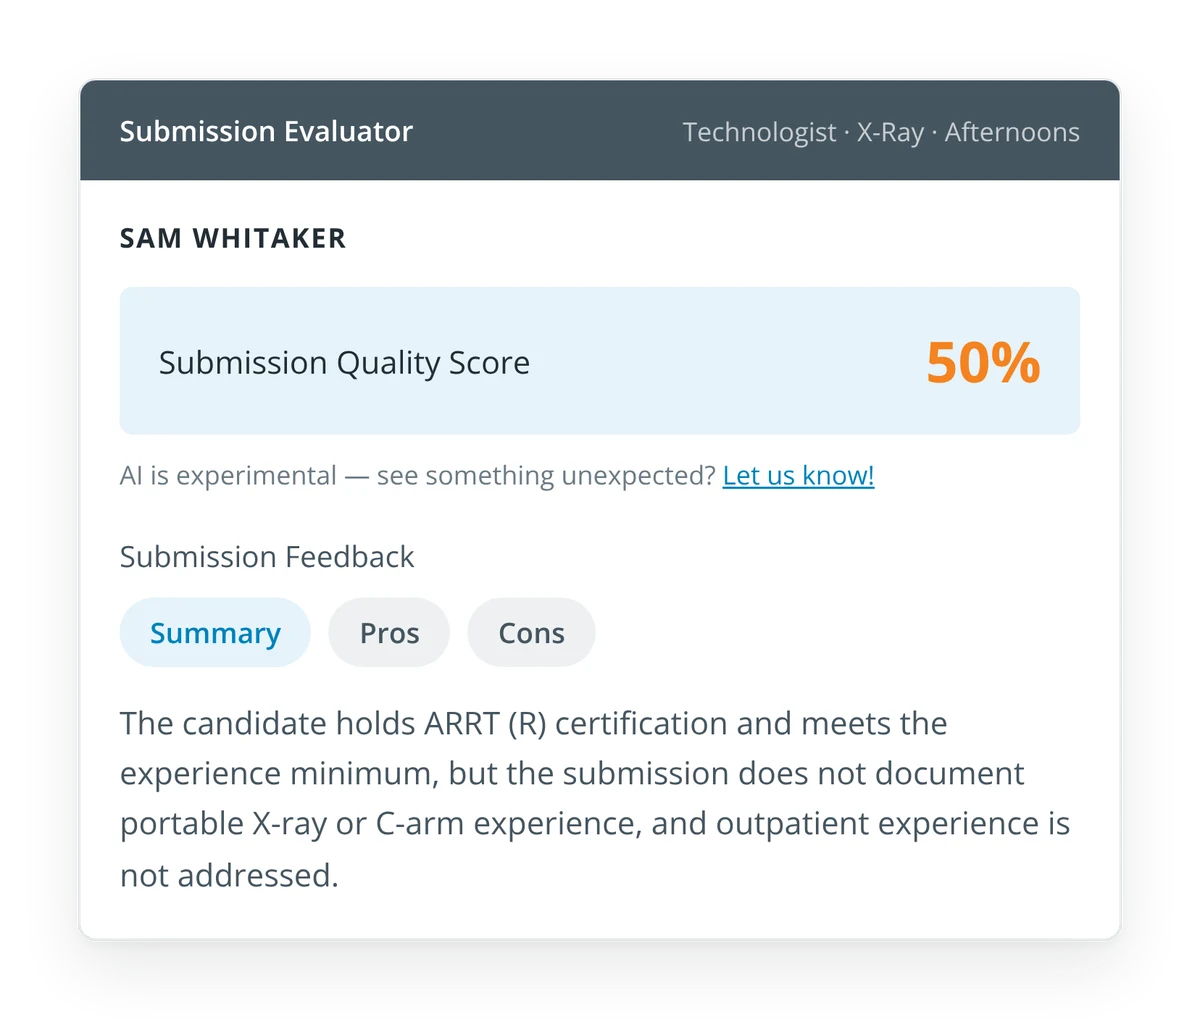 Submission Evaluator
Technologist · X-Ray · Afternoons
SAM WHITAKER
Submission Quality Score
50%
AI is experimental — see something unexpected? Let us know!
Submission Feedback
Summary
Pros
Cons
The candidate holds ARRT (R) certification and meets the
experience minimum, but the submission does not document
portable X-ray or C-arm experience, and outpatient experience is
not addressed.